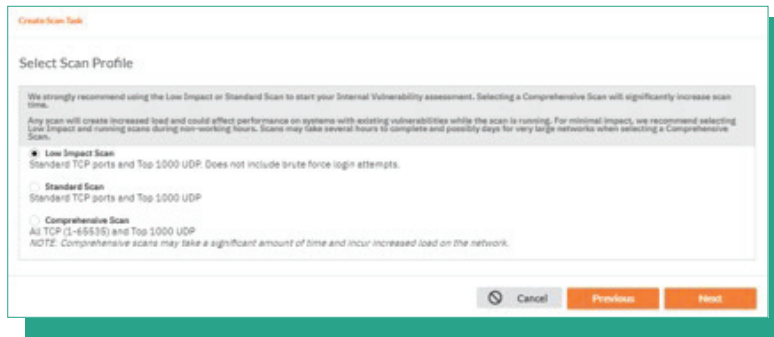 Create Scan Task
Select Scan Profile
We strongly recommend using the Low Impact or Standard Scan to start your Internal Vulnerability assessment. Selecting a Comprehensive Scan will significantly increase scan
time.
Any scan will create increased load and could effect performance on systems with existing vulnerabilities while the scan is running. For minimal impact, we recommend selecting
Low Impact and running scans during non-working hours. Scans may take several hours to complete and possibly days for very large networks when selecting a Comprehensive
Scan.
Low Impact Scan
Standard TCP ports and Top 1000 UDP. Does not include brute force login attempts.
Standard Scan
Standard TCP ports and Top 1000 UDP
Comprehensive Scan
All TCP (1-65535) and Top 1000 UDP
NOTE: Comprehensive scans may take a significant amount of time and incur increased load on the network.
Cancel Previous Next